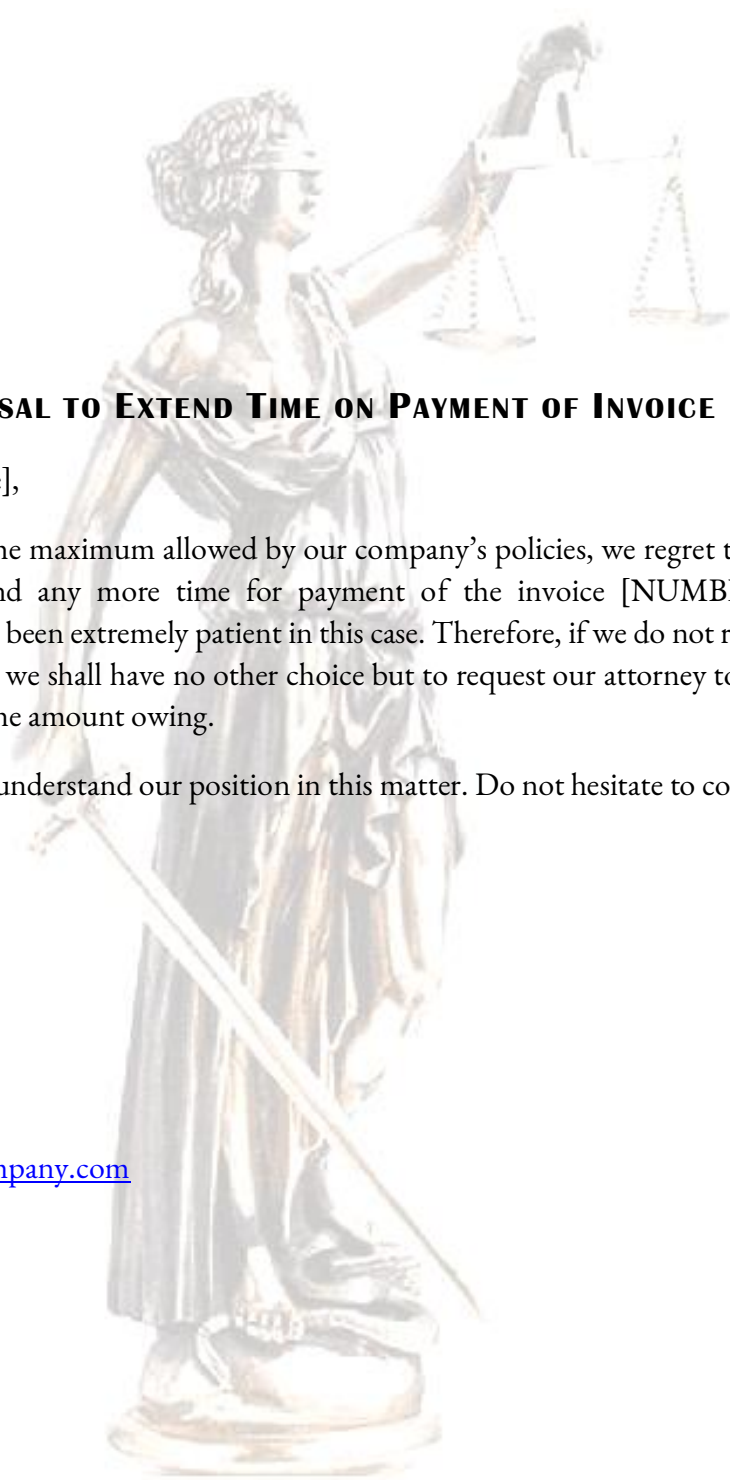 SAL TO EXTEND TIME ON PAYMENT OF INVOICE
],
he maximum allowed by our company’s policies, we regret t
nd any more time for payment of the invoice [NUMB
been extremely patient in this case. Therefore, if we do not r
we shall have no other choice but to request our attorney to
he amount owing.
understand our position in this matter. Do not hesitate to co
mpany.com